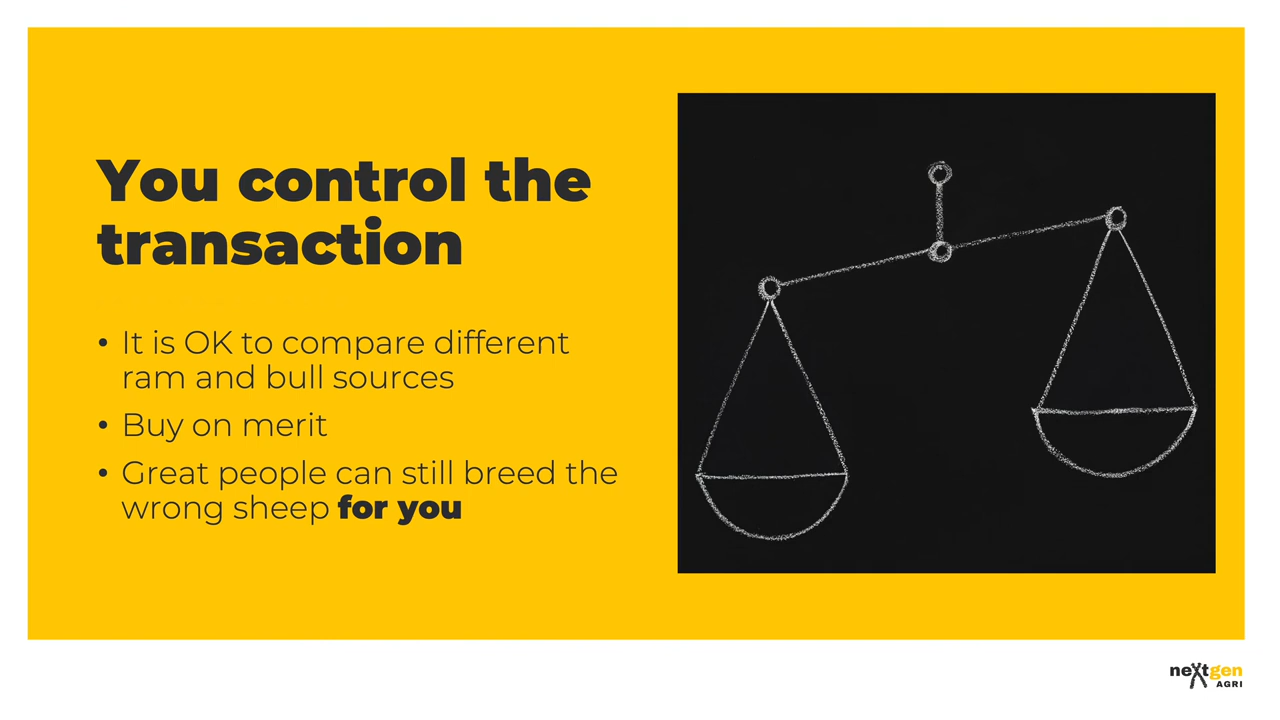 You control the
transaction
• It is OK to compare different
ram and bull sources
• Buy on merit
• Great people can still breed the
wrong sheep for you
nextgen
AGRI